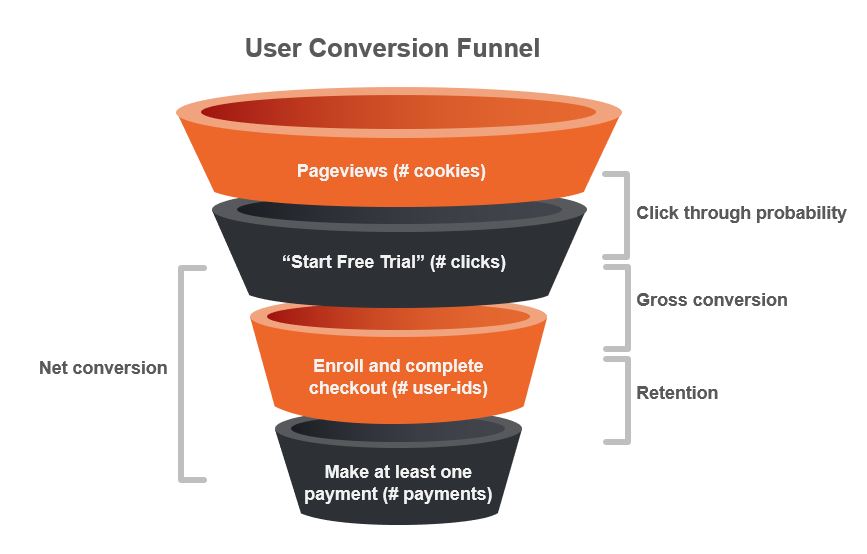 User Conversion Funnel
Pageviews (# cookies)
Click through probability
“Start Free Trial” (# clicks)
Gross conversion
Net conversion
Enroll and complete
checkout (# user-ids)
Retention
Make at least one
payment (# payments)